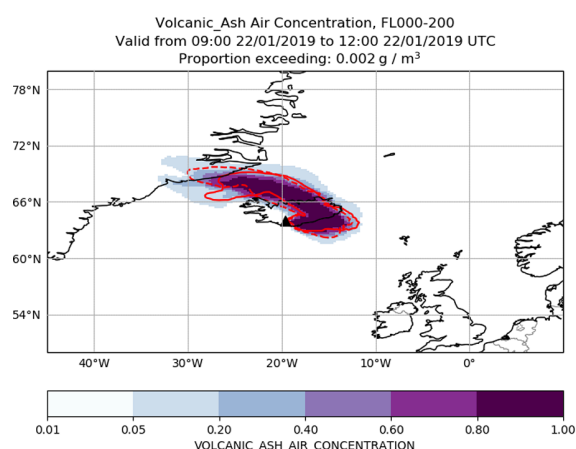 Volcanic_Ash Air Concentration, FL000-200
Valid from 09:00 22/01/2019 to 12:00 22/01/2019 UTC
Proportion exceeding: 0.002 g / m³
78°N
72°N
66°N
60°N
54°N
40°W 30°W 20°W 10°W 0°
0.01 0.05 0.20 0.40 0.60 0.80 1.00
VOLCANIC_ASH_AIR_CONCENTRATION